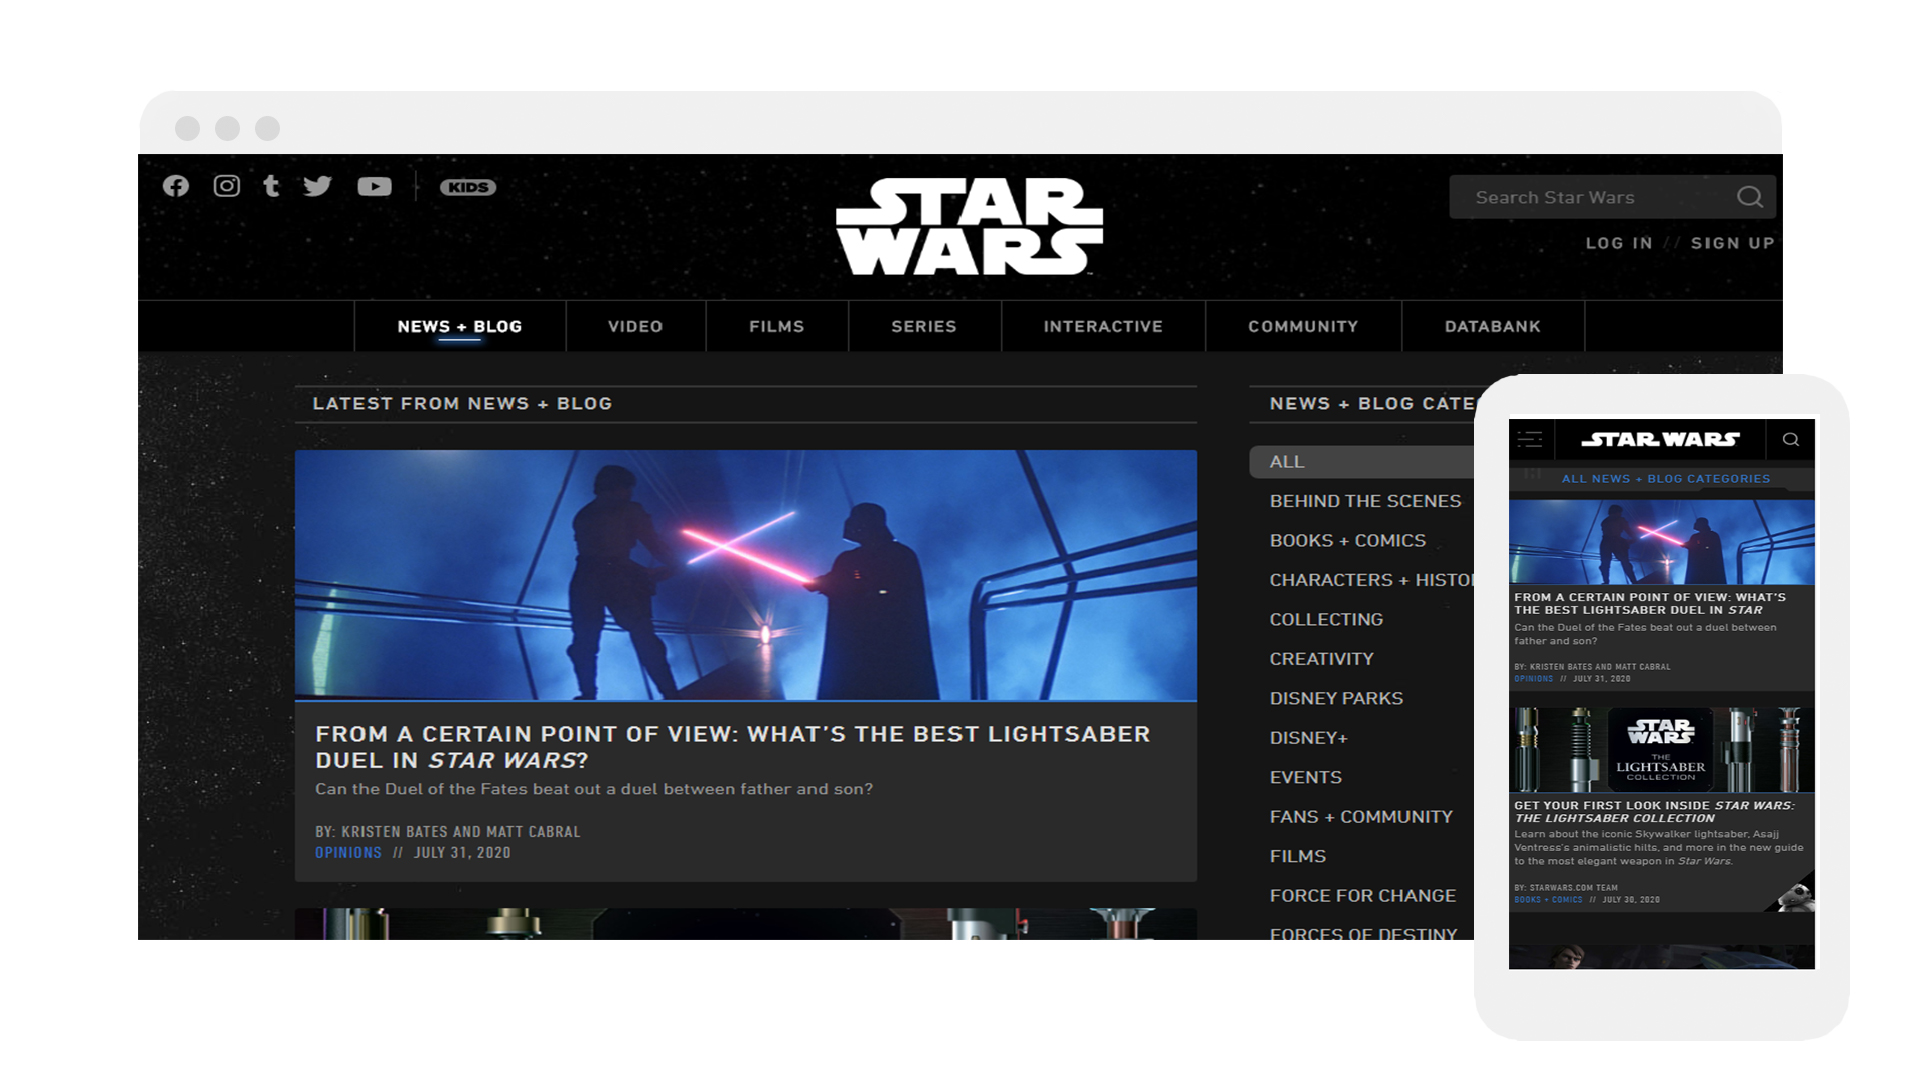 KIDS
STAR
WARS
Search Star Wars
LOG IN // SIGN UP
NEWS + BLOG
VIDEO
FILMS
SERIES
INTERACTIVE
COMMUNITY
DATABANK
LATEST FROM NEWS + BLOG
FROM A CERTAIN POINT OF VIEW: WHAT'S THE BEST LIGHTSABER
DUEL IN STAR WARS?
Can the Duel of the Fates beat out a duel between father and son?
BY: KRISTEN BATES AND MATT CABRAL
OPINIONS // JULY 31, 2020
NEWS + BLOG CATE
ALL
BEHIND THE SCENES
BOOKS + COMICS
CHARACTERS + HISTO
COLLECTING
CREATIVITY
DISNEY PARKS
DISNEY+
EVENTS
FANS + COMMUNITY
FILMS
FORCE FOR CHANGE
FORCES OF DESTINY
STAR WARS
ALL NEWS + BLOG CATEGORIES
FROM A CERTAIN POINT OF VIEW: WHAT'S
THE BEST LIGHTSABER DUEL IN STAR
Can the Duel of the Fates beat out a duel between
father and son?
BY: KRISTEN BATES AND MATT CABRAL
OPINIONS // JULY 31, 2020
STAR
WARS
THE
LIGHTSABER
COLLECTION
GET YOUR FIRST LOOK INSIDE STAR WARS:
THE LIGHTSABER COLLECTION
Learn about the iconic Skywalker lightsaber, Asajj
Ventress's animalistic hilts, and more in the new guide
to the most elegant weapon in Star Wars.
BY: STARWARS.COM TEAM
BOOKS + COMICS // JULY 30, 2020